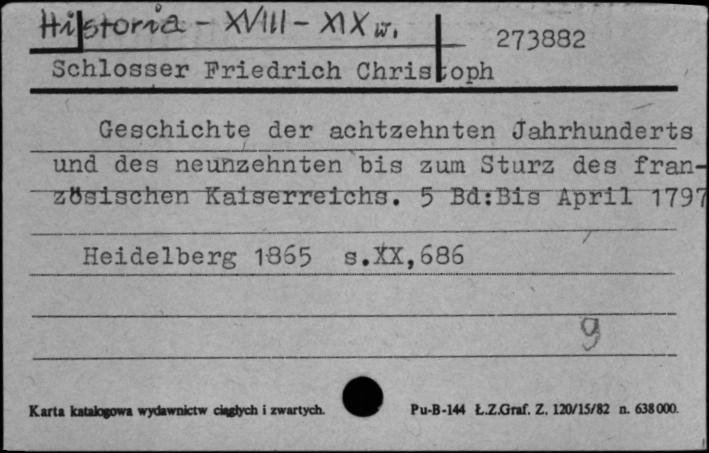 Historia - XVIII - XIX w.
273882
Schlosser Friedrich Christoph
Geschichte der achtzehnten Jahrhunderts
und des neunzehnten bis zum Sturz des fran-
zösischen Kaiserreichs. 5 Bd:Bis April 1797
Heidelberg 1865 s.XX,686
9
Karta katalogowa wydawnictw ciągłych i zwartych.
Pu-B-144 Ł.Z.Graf. Z. 120/15/82 n. 638000.